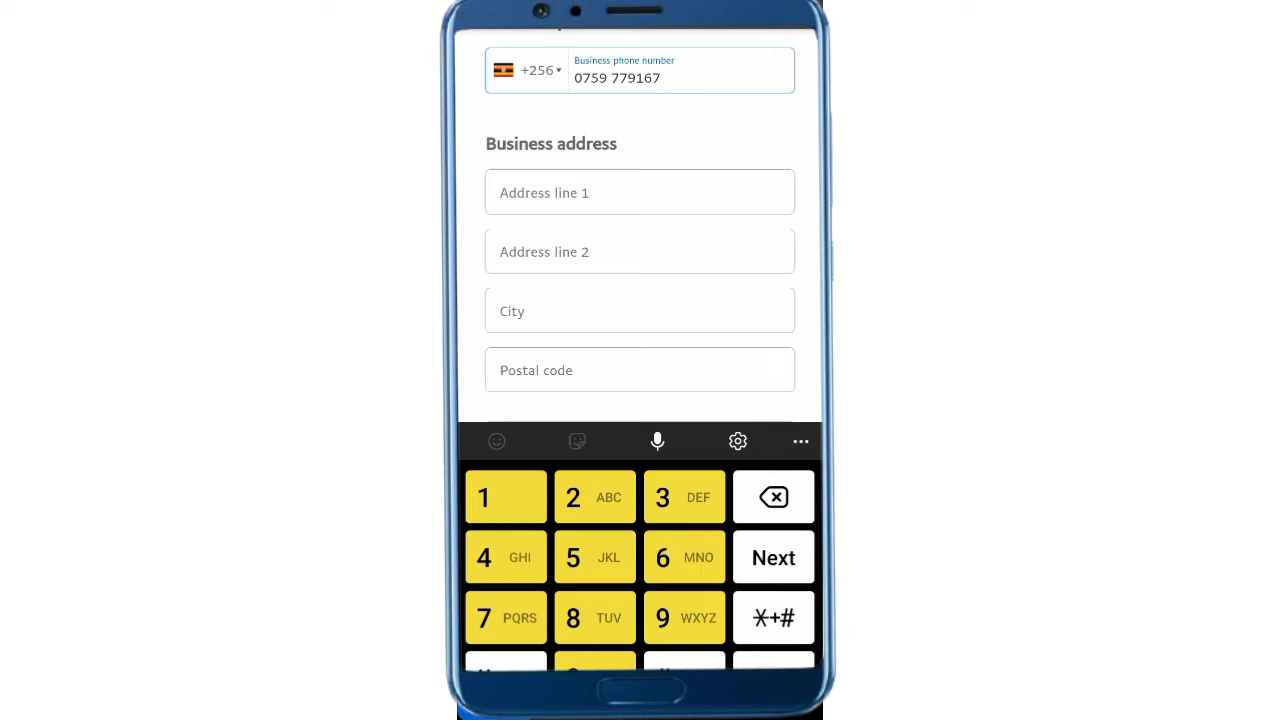 Business phone number
+256 0759 779167
Business address
Address line 1
Address line 2
City
Postal code
1 2 ABC 3 DEF
4 GHI 5 JKL 6 MNO Next
7 PQRS 8 TUV 9 WXYZ *+#